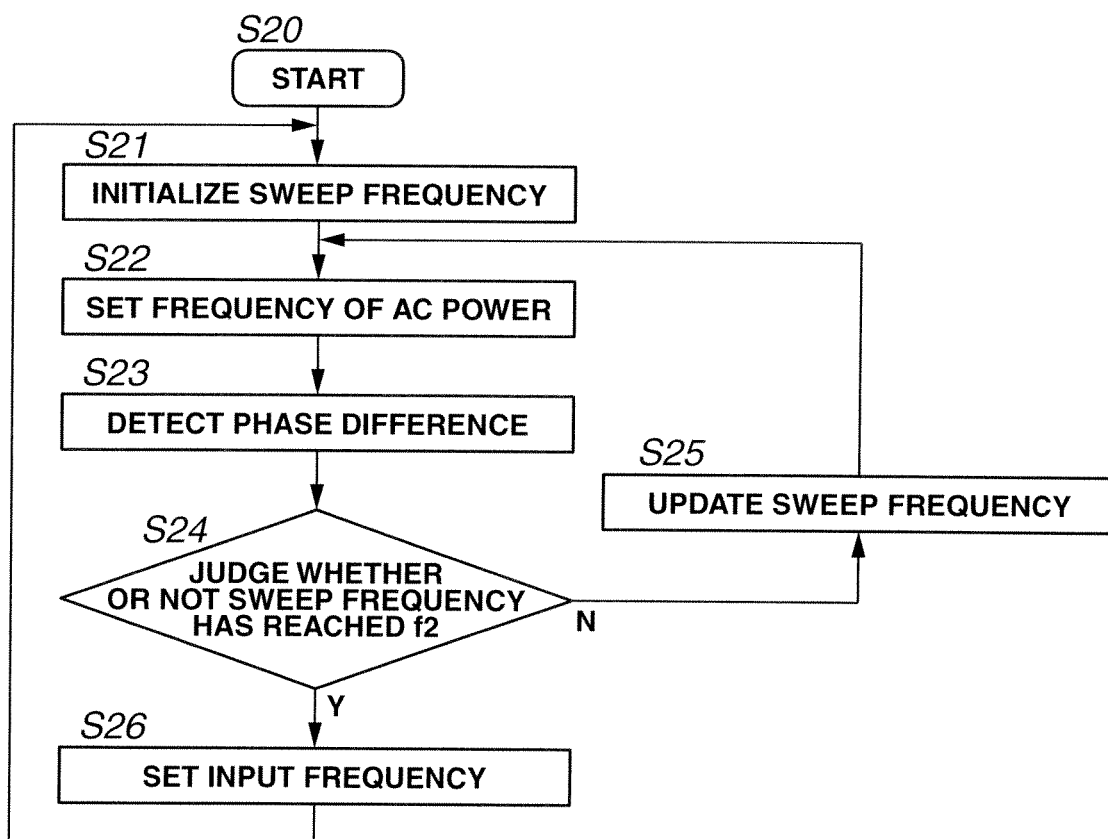 S20
START
S21
INITIALIZE SWEEP FREQUENCY
S22
SET FREQUENCY OF AC POWER
S23
DETECT PHASE DIFFERENCE
S25
UPDATE SWEEP FREQUENCY
S24
JUDGE WHETHER
OR NOT SWEEP FREQUENCY
HAS REACHED f2
N
Y
S26
SET INPUT FREQUENCY